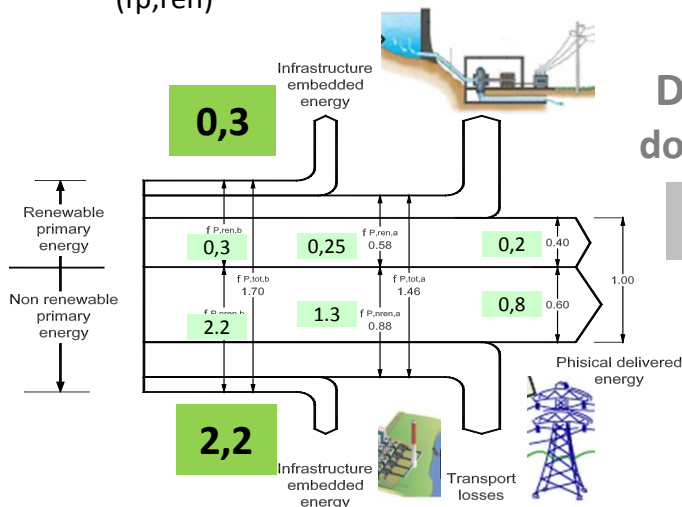 (fp,ren)
Infrastructure
embedded
energy
0,3
D
do
Renewable
primary
energy
f P,ren,b
0,3
0,25
f P,ren,a
0.58
0,2
0.40
f P,tot,b
1.70
f P,tot,a
1.46
1.00
Non renewable
primary
energy
f P,nren,b
2.2
1.3
f P,nren,a
0.88
0,8
0.60
Phisical delivered
energy
2,2
Infrastructure
embedded
energy
Transport
losses